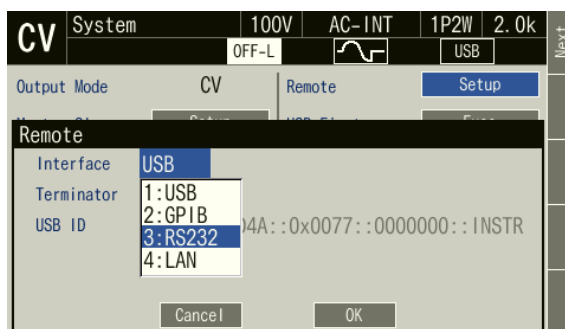 CV System 100V AC-INT 1P2W 2.0k Next
OFF-L USB
Output Mode CV Remote Setup
Remote
Interface USB
Terminator 1:USB
2:GPIB
USB ID 04A::0x0077::0000000::INSTR
3:RS232
4:LAN
Cancel OK